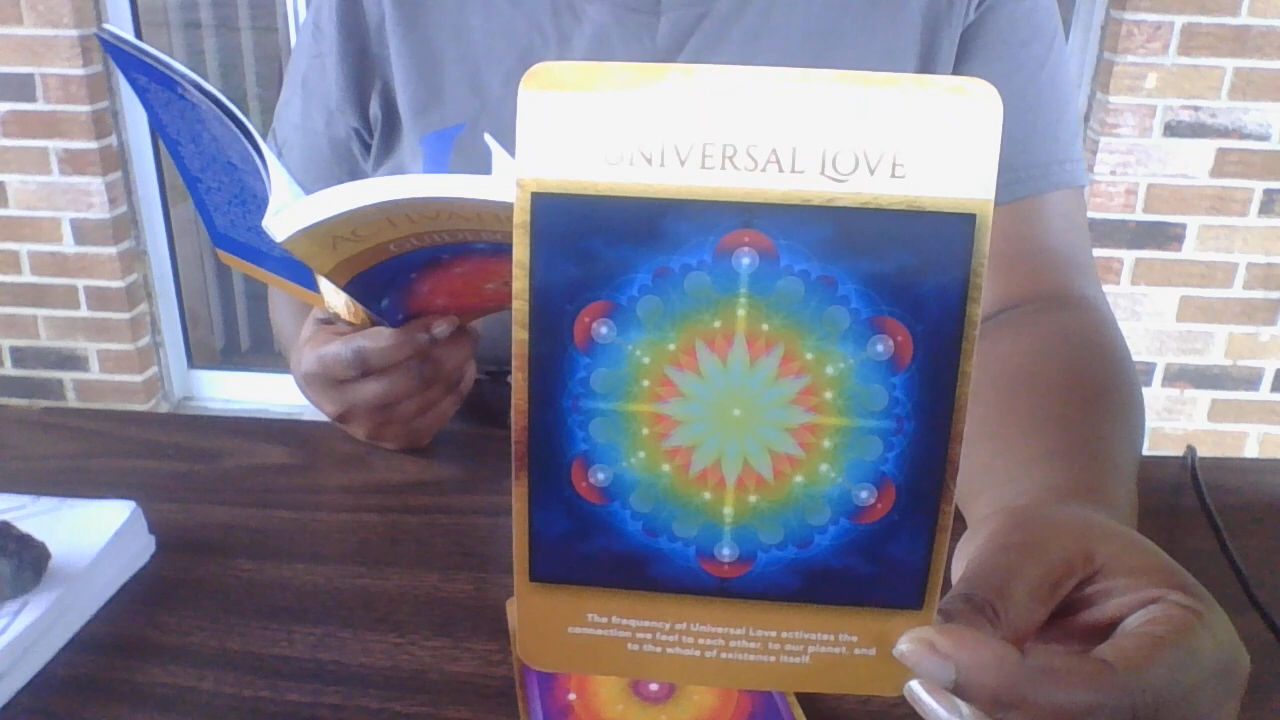 UNIVERSAL LOVE
GUIDEBO
The frequency of Universal Love activates the
connection we feel to each other, to our planet, and
to the whole of existence itself.